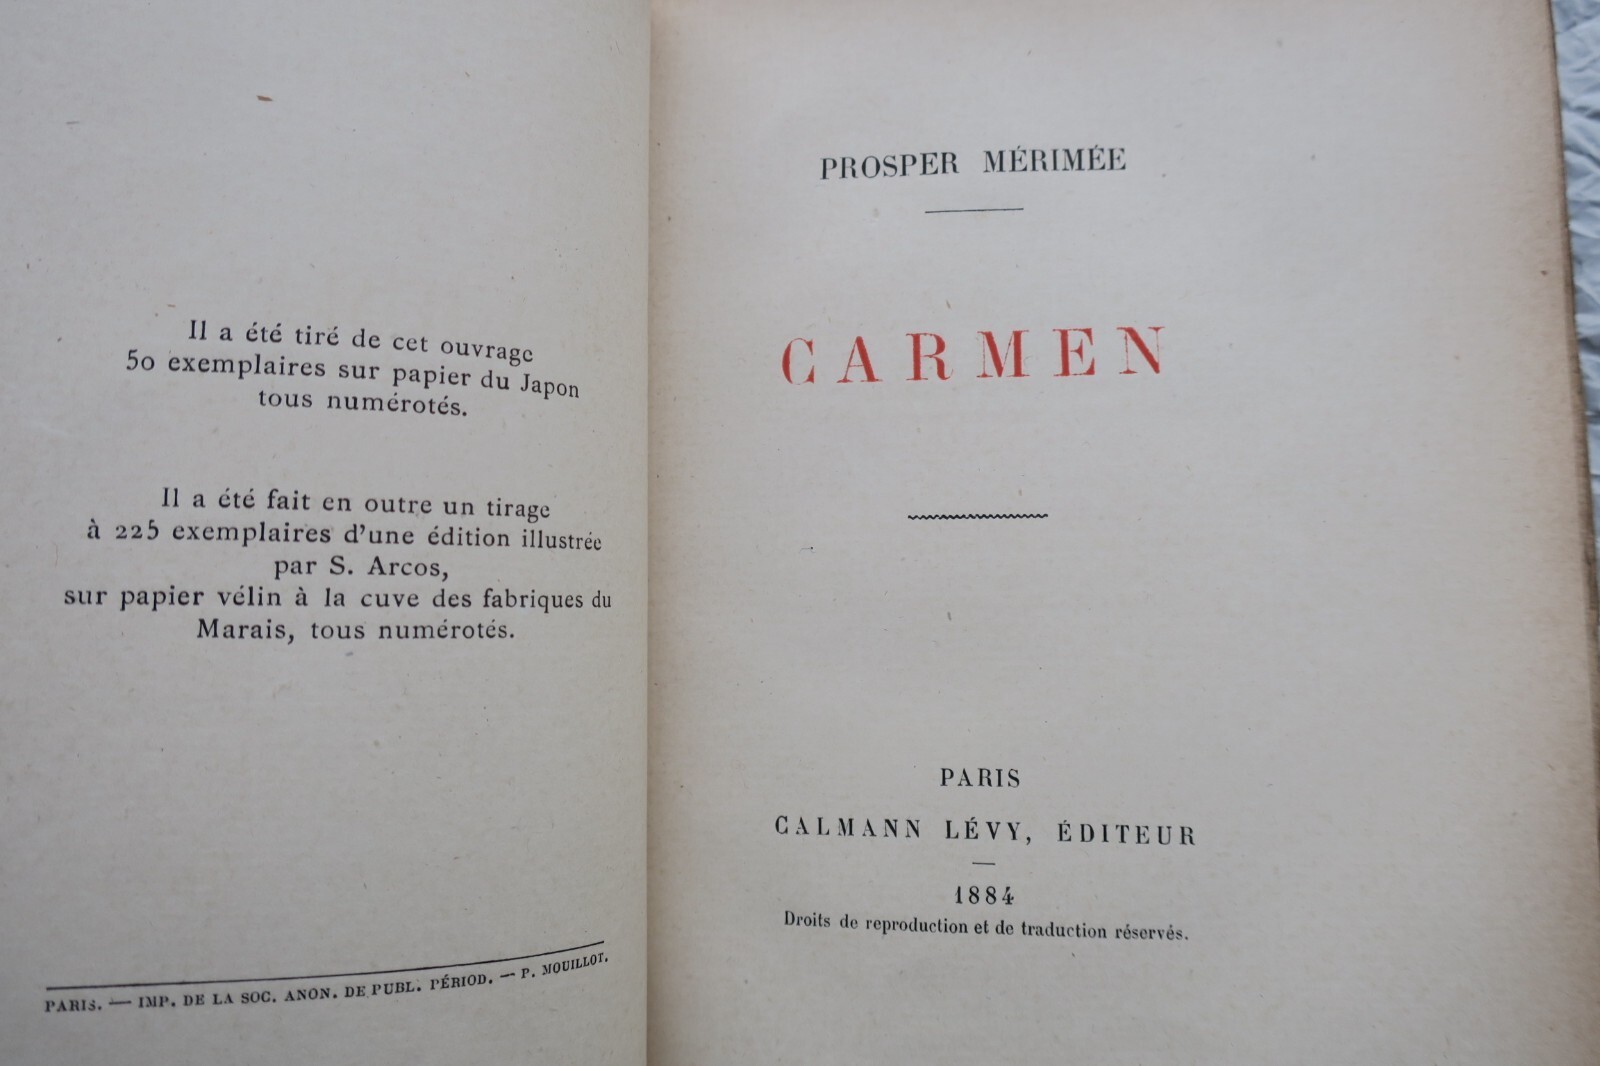 Il a été tiré de cet ouvrage
50 exemplaires sur papier du Japon
tous numérotés.
Il a été fait en outre un tirage
à 225 exemplaires d'une édition illustrée
par S. Arcos,
sur papier vélin à la cuve des fabriques du
Marais, tous numérotés.
PARIS. — IMP. DE LA SOC. ANON. DE PUBL. PÉRIOD. — P. MOUILLOT.
PROSPER MÉRIMÉE
CARMEN
PARIS
CALMANN LÉVY, ÉDITEUR
1884
Droits de reproduction et de traduction réservés.